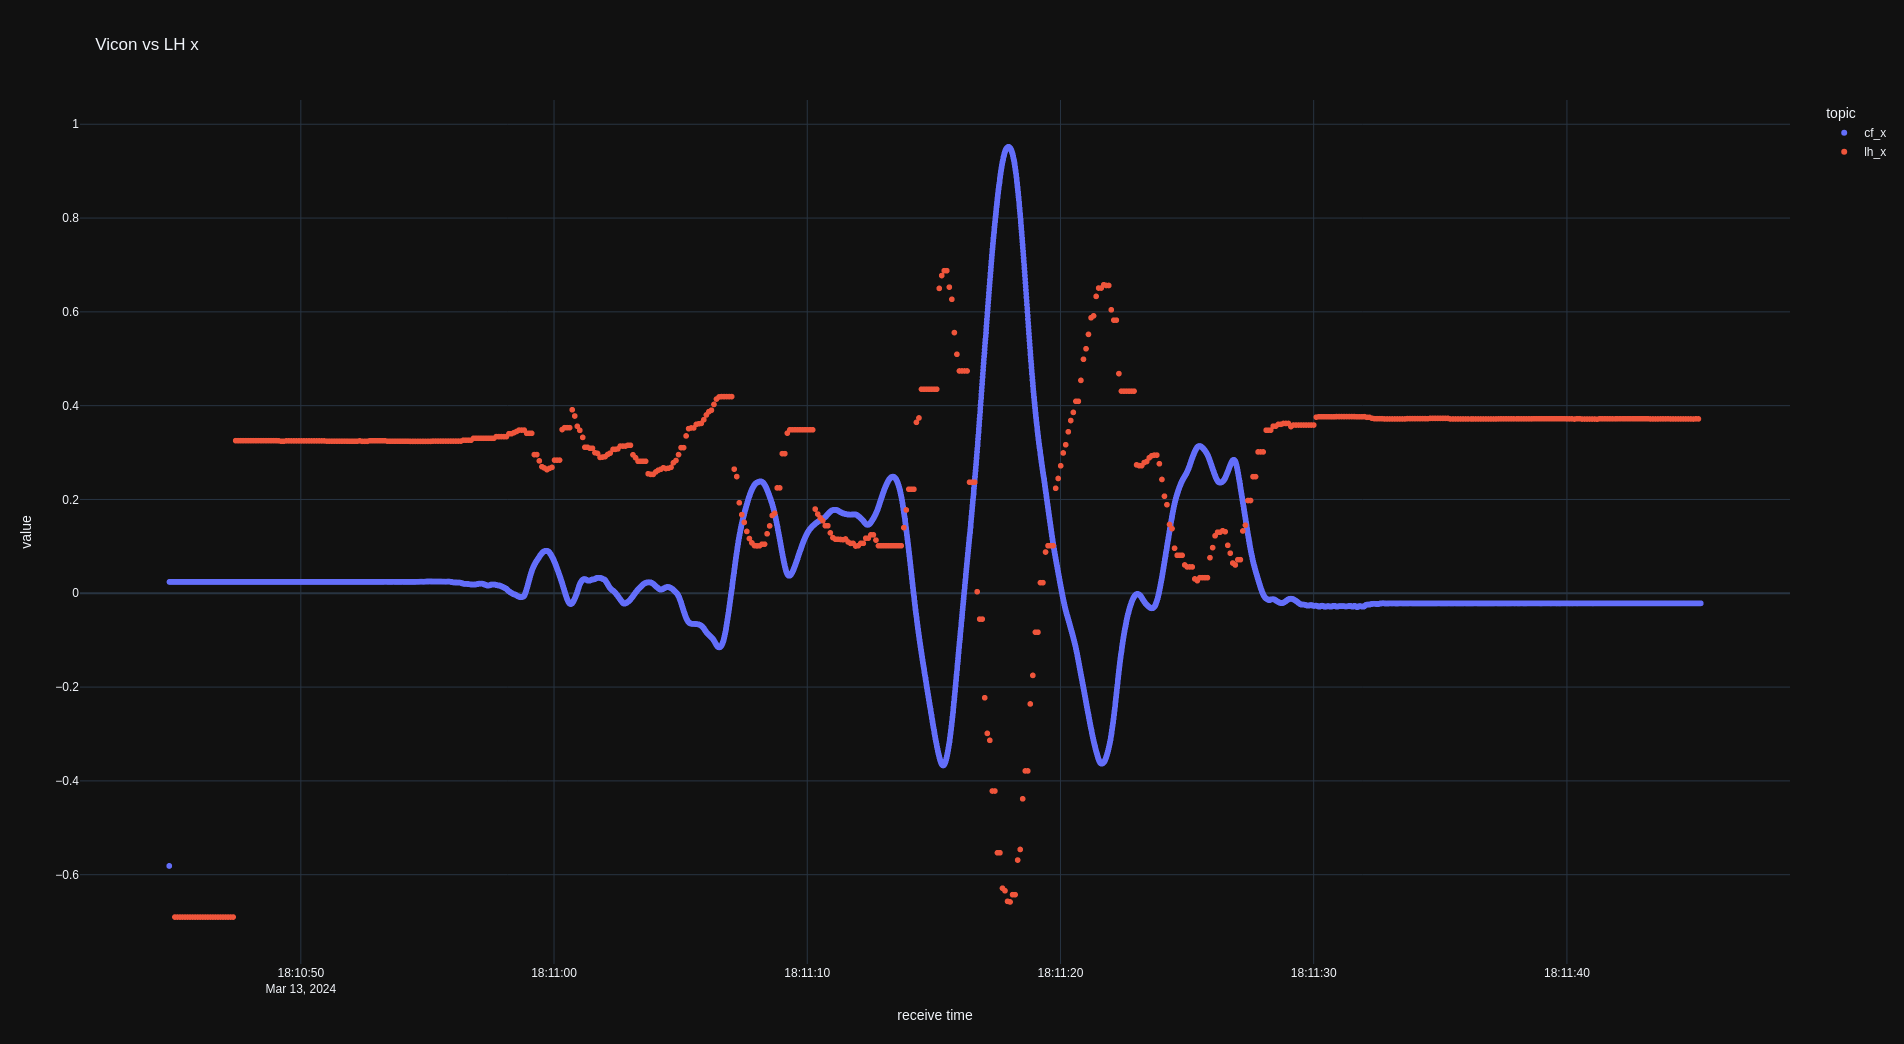 Vicon vs LH x
topic
cf_x
lh_x
value
1
0.8
0.6
0.4
0.2
0
−0.2
−0.4
−0.6
18:10:50
Mar 13, 2024
18:11:00
18:11:10
18:11:20
18:11:30
18:11:40
receive time